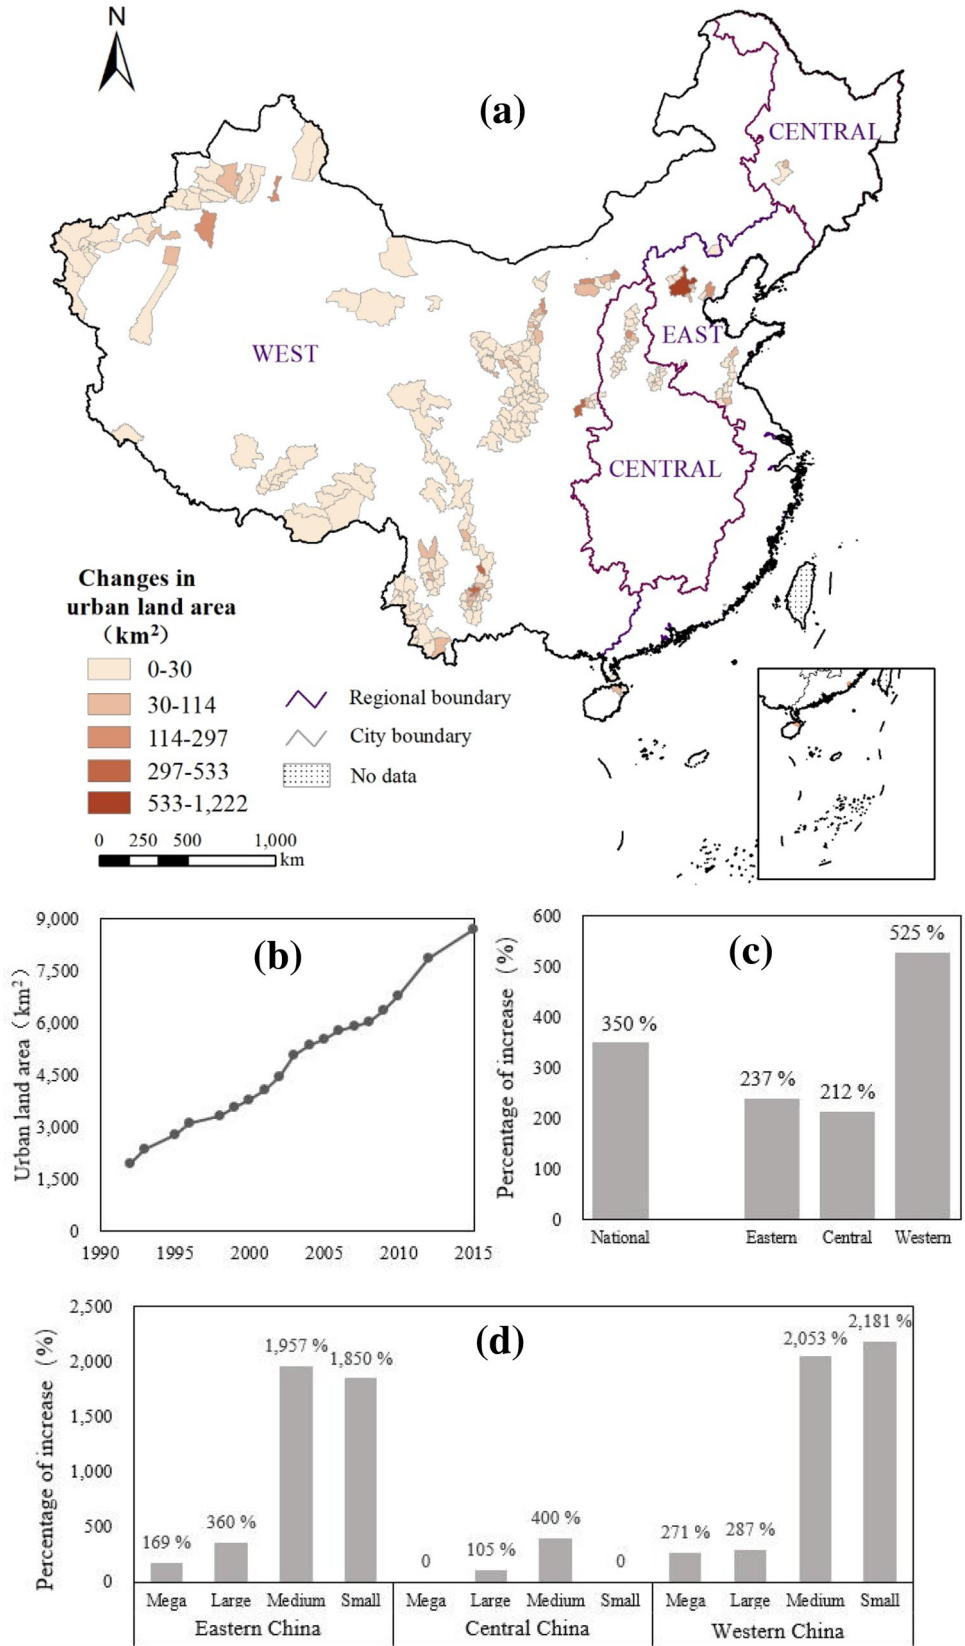 N
(a)
CENTRAL
WEST
EAST
CENTRAL
Changes in
urban land area
(km²)
0-30
30-114
114-297
297-533
533-1,222
Regional boundary
City boundary
No data
0 250 500 1,000
km
(b)
Urban land area (km²)
9,000
7,500
6,000
4,500
3,000
1,500
0
1990 1995 2000 2005 2010 2015
(c)
Percentage of increase (%)
600
500
400
300
200
100
0
350 %
237 %
212 %
525 %
National Eastern Central Western
(d)
Percentage of increase (%)
2,500
2,000
1,500
1,000
500
0
169 %
360 %
1,957 %
1,850 %
0
105 %
400 %
0
271 %
287 %
2,053 %
2,181 %
Mega Large Medium Small Mega Large Medium Small Mega Large Medium Small
Eastern China Central China Western China